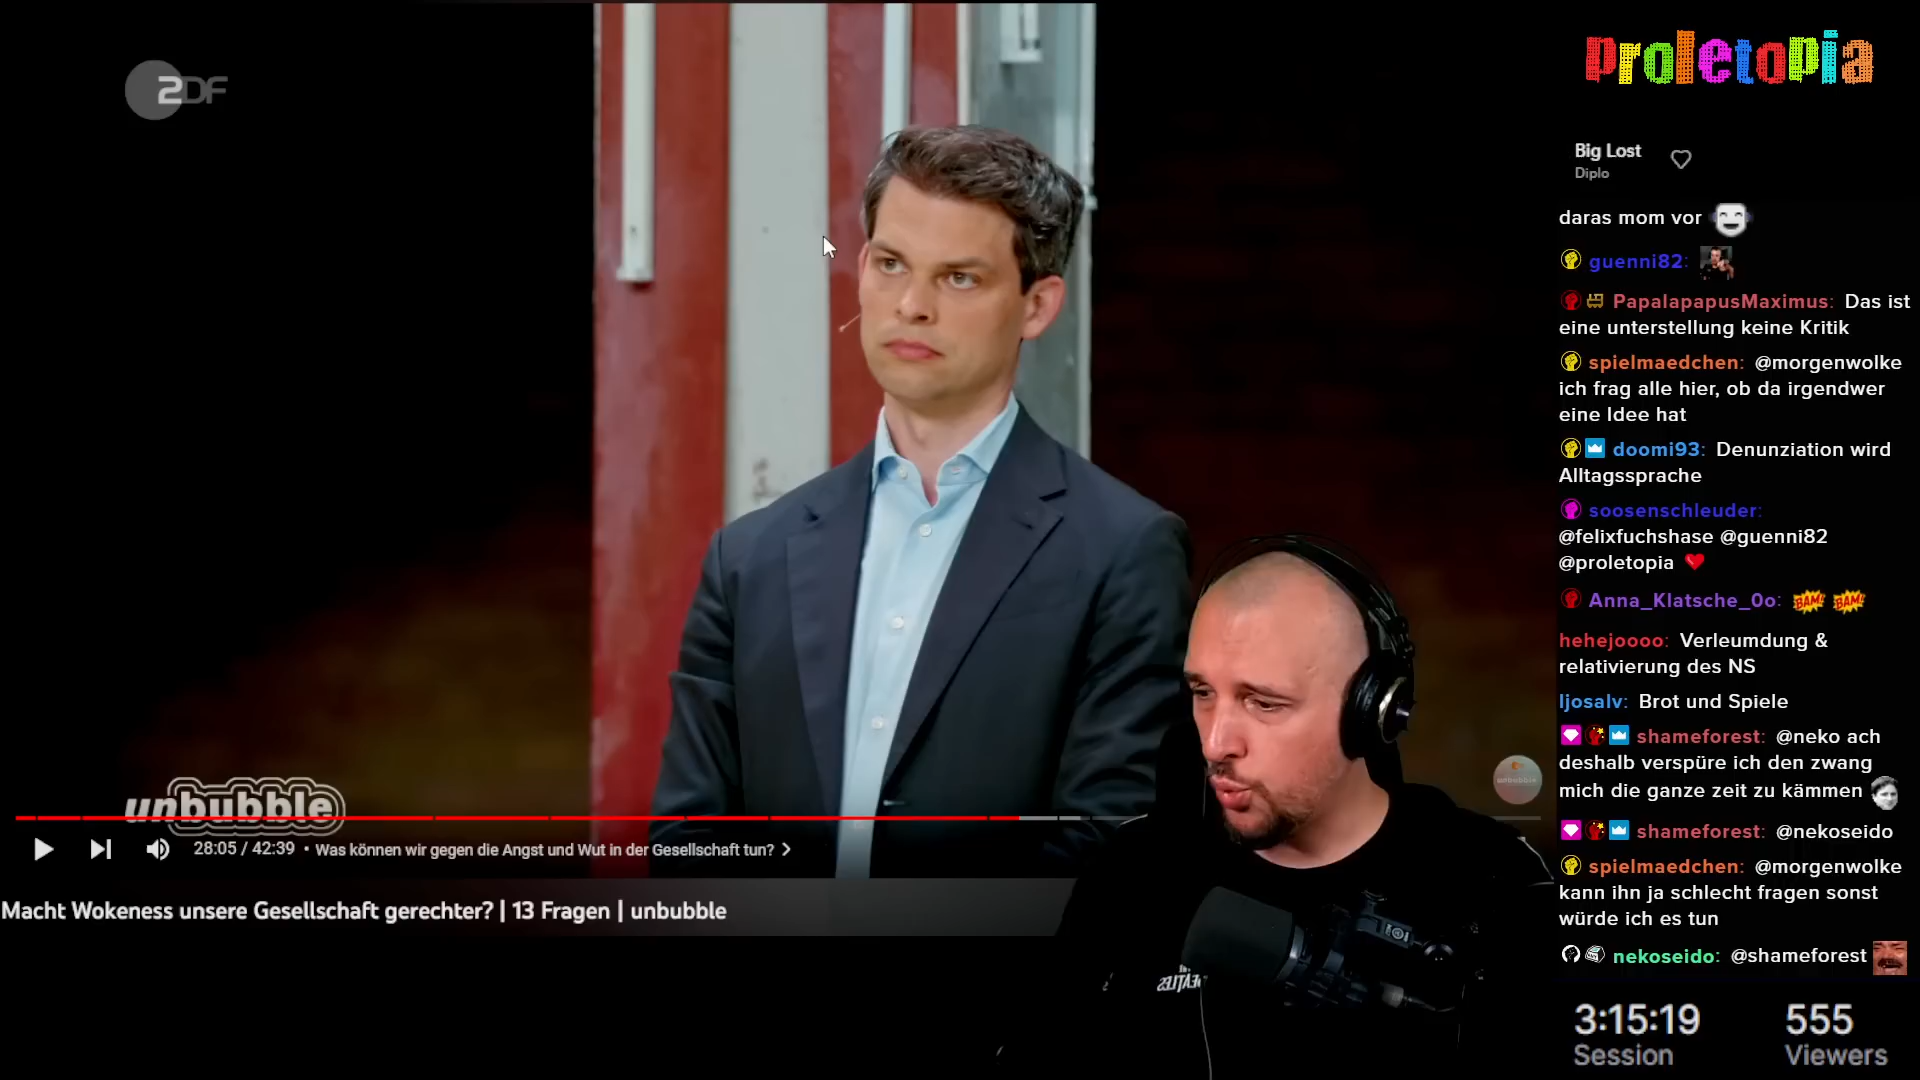 2DF
Proletopia
Big Lost
Diplo
daras mom vor
guenni82:
PapalapapusMaximus: Das ist
eine unterstellung keine Kritik
spielmaedchen: @morgenwolke
ich frag alle hier, ob da irgendwer
eine Idee hat
doomi93: Denunziation wird
Alltagssprache
soosenschleuder:
@felixfuchshase @guenni82
@proletopia
Anna_Klatsche_0o: BAM! BAM!
hehejoooo: Verleumdung &
relativierung des NS
ljosalv: Brot und Spiele
shameforest: @neko ach
deshalb verspüre ich den zwang
mich die ganze zeit zu kämmen
shameforest: @nekoseido
spielmaedchen: @morgenwolke
kann ihn ja schlecht fragen sonst
würde ich es tun
nekoseido: @shameforest
unbubble
unbubble
28:05 / 42:39 • Was können wir gegen die Angst und Wut in der Gesellschaft tun?
Macht Wokeness unsere Gesellschaft gerechter? | 13 Fragen | unbubble
3:15:19
Session
555
Viewers